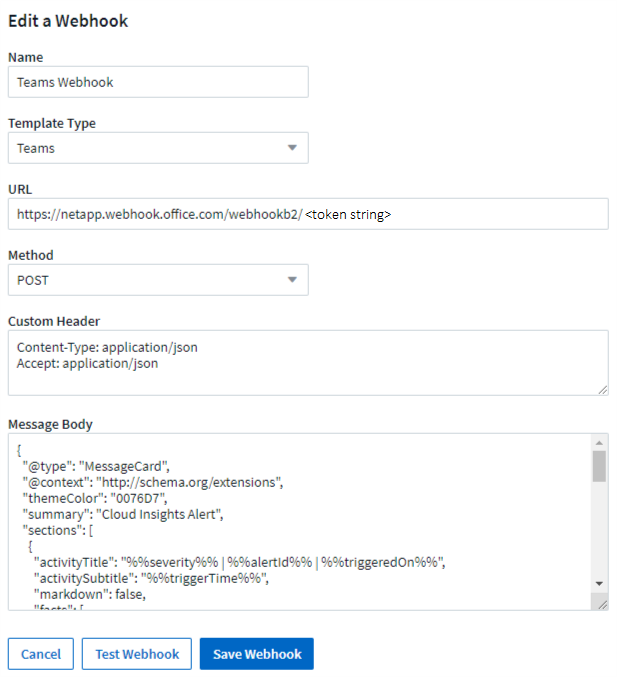 Edit a Webhook
Name
Teams Webhook
Template Type
Teams
URL
https://netapp.webhook.office.com/webhookb2/ <token string>
Method
POST
Custom Header
Content-Type: application/json
Accept: application/json
Message Body
{
"@type": "MessageCard",
"@context": "http://schema.org/extensions",
"themeColor": "0076D7",
"summary": "Cloud Insights Alert",
"sections": [
{
"activityTitle": "%%severity%% | %%alertId%% | %%triggeredOn%%",
"activitySubtitle": "%%triggerTime%%",
"markdown": false,
"facts": [
Cancel
Test Webhook
Save Webhook